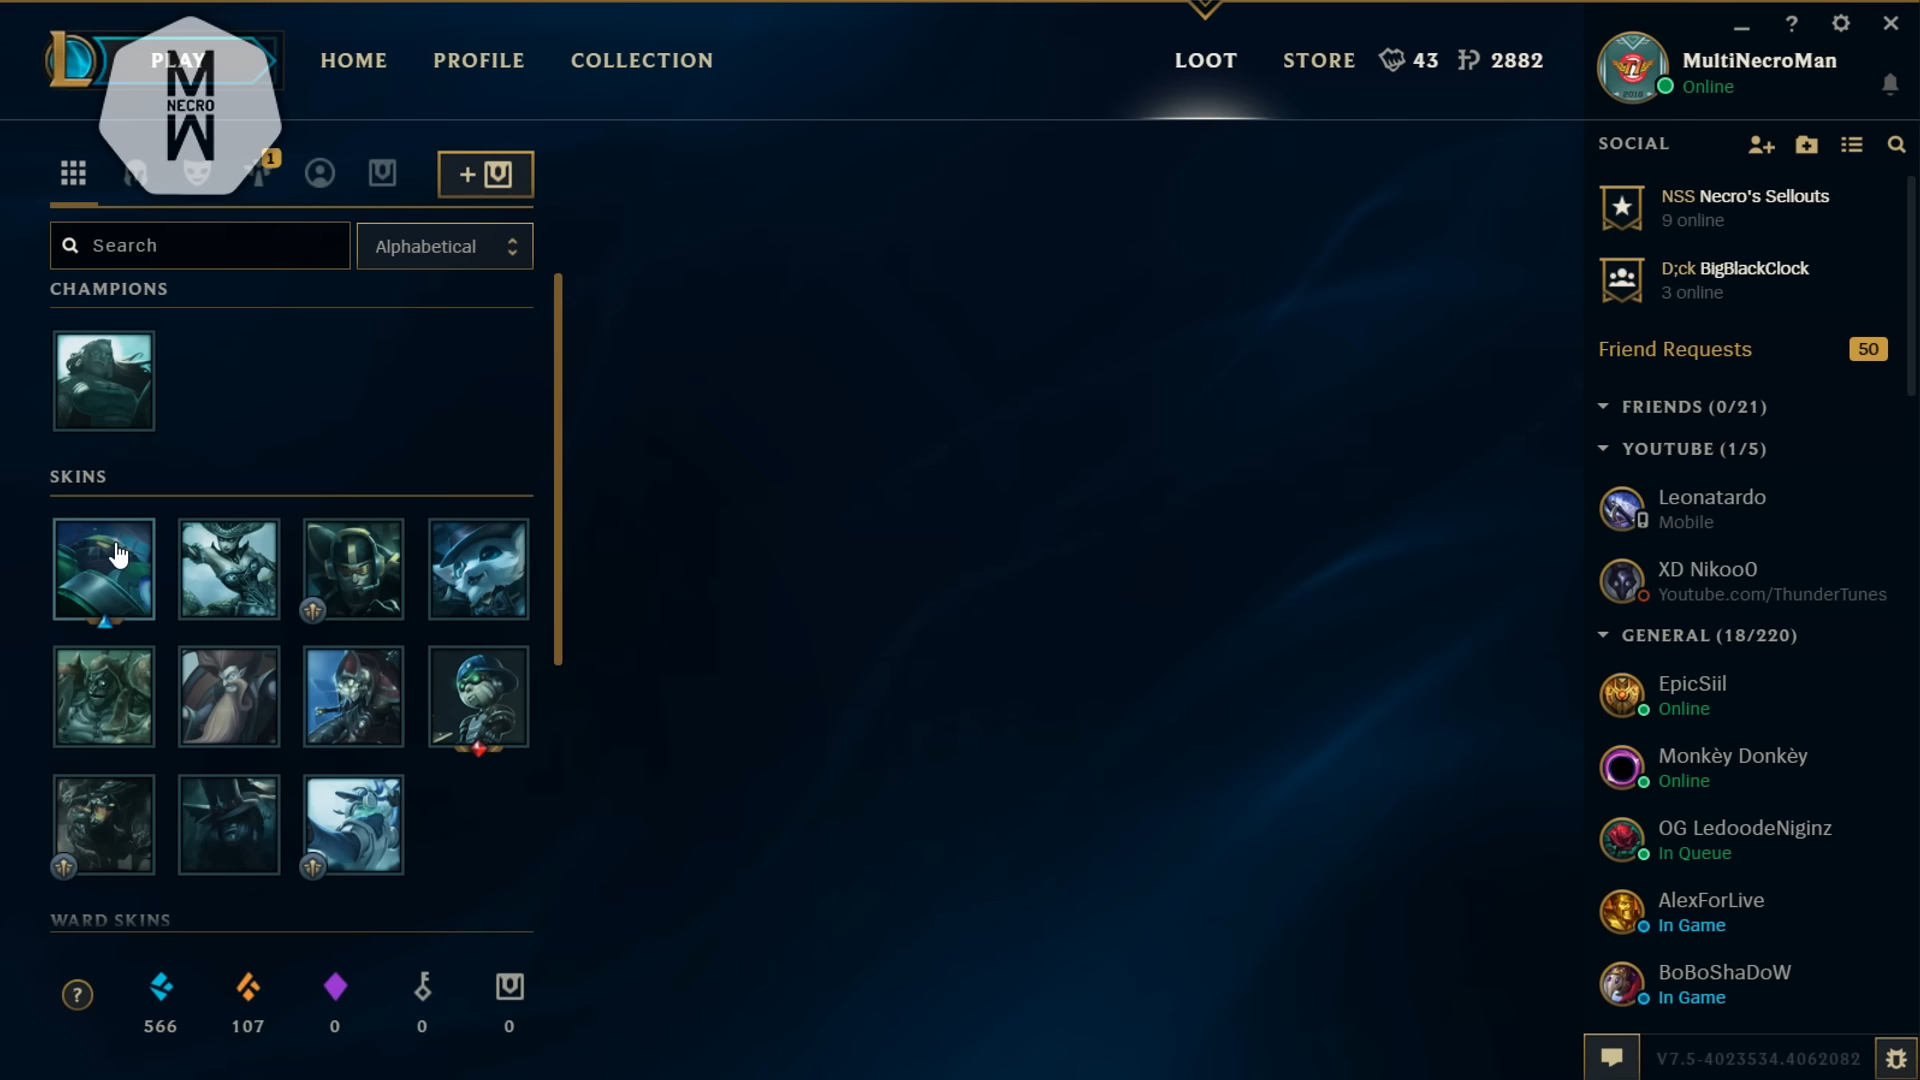 PLAY
M
NECRO
M
HOME
PROFILE
COLLECTION
LOOT
STORE
43
2882
?
MultiNecroMan
Online
2016
1
+
Search
Alphabetical
CHAMPIONS
SKINS
WARD SKINS
?
566
107
0
0
0
SOCIAL
NSS Necro's Sellouts
9 online
D;ck BigBlackClock
3 online
Friend Requests
50
FRIENDS (0/21)
YOUTUBE (1/5)
Leonatardo
Mobile
XD NikooO
Youtube.com/ThunderTunes
GENERAL (18/220)
EpicSiil
Online
Monkèy Donkèy
Online
OG LedoodeNiginz
In Queue
AlexForLive
In Game
BoBoShaDoW
In Game
V7.5-4023534.4062082